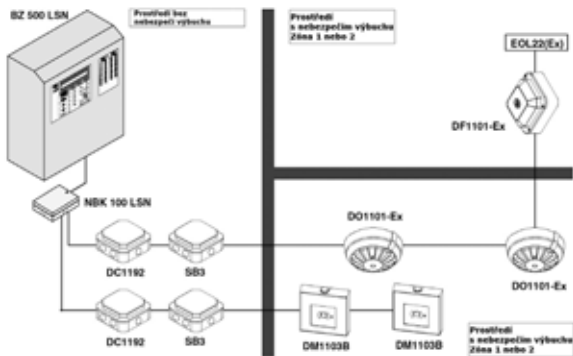 BZ 500 LSN
Prostředí bez
nebezpečí výbuchu
Prostředí
s nebezpečím výbuchu
Zóna 1 nebo 2
EOL22(Ex)
DF1101-Ex
NBK 100 LSN
DO1101-Ex
DC1192
SB3
DO1101-Ex
DC1192
SB3
DM1103B
DM1103B
Prostředí
s nebezpečím výbuchu
Zóna 1 nebo 2